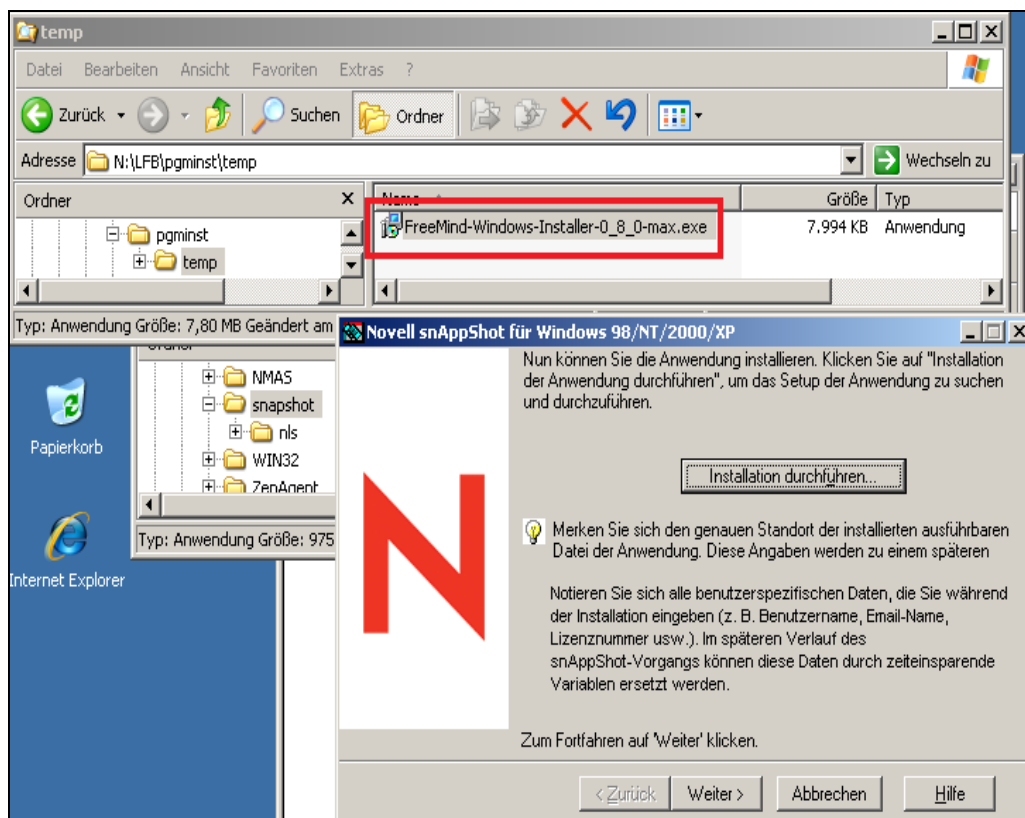 temp
Datei Bearbeiten Ansicht Favoriten Extras ?
Zurück Suchen Ordner
Adresse N:\LFB\pgminst\temp Wechseln zu
Ordner x Name Größe Typ
pgminst
temp
FreeMind-Windows-Installer-0_8_0-max.exe 7.994 KB Anwendung
Typ: Anwendung Größe: 7,80 MB Geändert am
Ordner
NMAS
snapshot
nls
WIN32
ZenAgent
Typ: Anwendung Größe: 975
Papierkorb
Internet Explorer
Novell snAppShot für Windows 98/NT/2000/XP
Nun können Sie die Anwendung installieren. Klicken Sie auf "Installation
der Anwendung durchführen", um das Setup der Anwendung zu suchen
und durchzuführen.
Installation durchführen...
Merken Sie sich den genauen Standort der installierten ausführbaren
Datei der Anwendung. Diese Angaben werden zu einem späteren
Notieren Sie sich alle benutzerspezifischen Daten, die Sie während
der Installation eingeben (z. B. Benutzername, Email-Name,
Lizenznummer usw.). Im späteren Verlauf des
snAppShot-Vorgangs können diese Daten durch zeiteinsparende
Variablen ersetzt werden.
Zum Fortfahren auf 'Weiter' klicken.
< Zurück Weiter > Abbrechen Hilfe